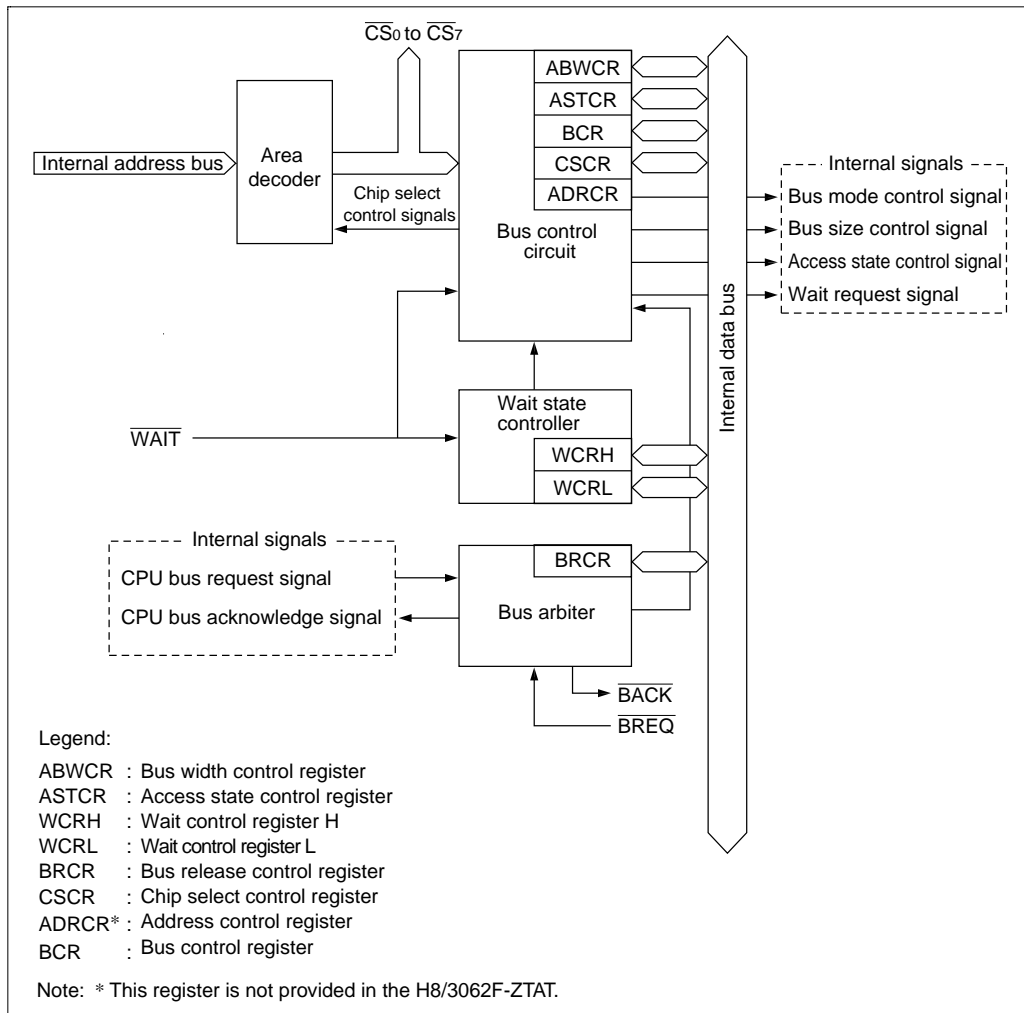 CS0 to CS7
ABWCR
ASTCR
BCR
CSCR
ADRCR
Internal address bus
Area
decoder
Chip select
control signals
Bus control
circuit
Internal signals
Bus mode control signal
Bus size control signal
Access state control signal
Wait request signal
Internal data bus
WAIT
Wait state
controller
WCRH
WCRL
Internal signals
CPU bus request signal
CPU bus acknowledge signal
BRCR
Bus arbiter
BACK
BREQ
Legend:
ABWCR : Bus width control register
ASTCR : Access state control register
WCRH : Wait control register H
WCRL : Wait control register L
BRCR : Bus release control register
CSCR : Chip select control register
ADRCR* : Address control register
BCR : Bus control register
Note: * This register is not provided in the H8/3062F-ZTAT.